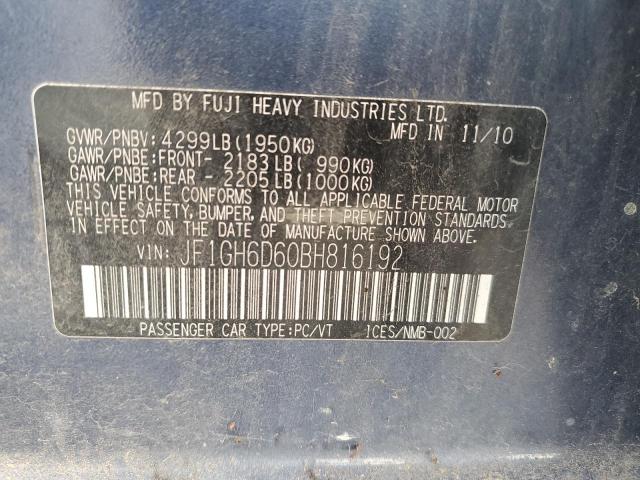 MFD BY FUJI HEAVY INDUSTRIES LTD.
MFD IN 11/10
GVWR/PNBV: 4299LB(1950KG)
GAWR/PNBE:FRONT- 2183LB( 990KG)
GAWR/PNBE:REAR - 2205LB(1000KG)
THIS VEHICLE CONFORMS TO ALL APPLICABLE FEDERAL MOTOR
VEHICLE SAFETY, BUMPER, AND THEFT PREVENTION STANDARDS
IN EFFECT ON THE DATE OF MANUFACTURE SHOWN ABOVE.
VIN: JF1GH6D60BH816192
PASSENGER CAR TYPE:PC/VT ICES/NMB-002